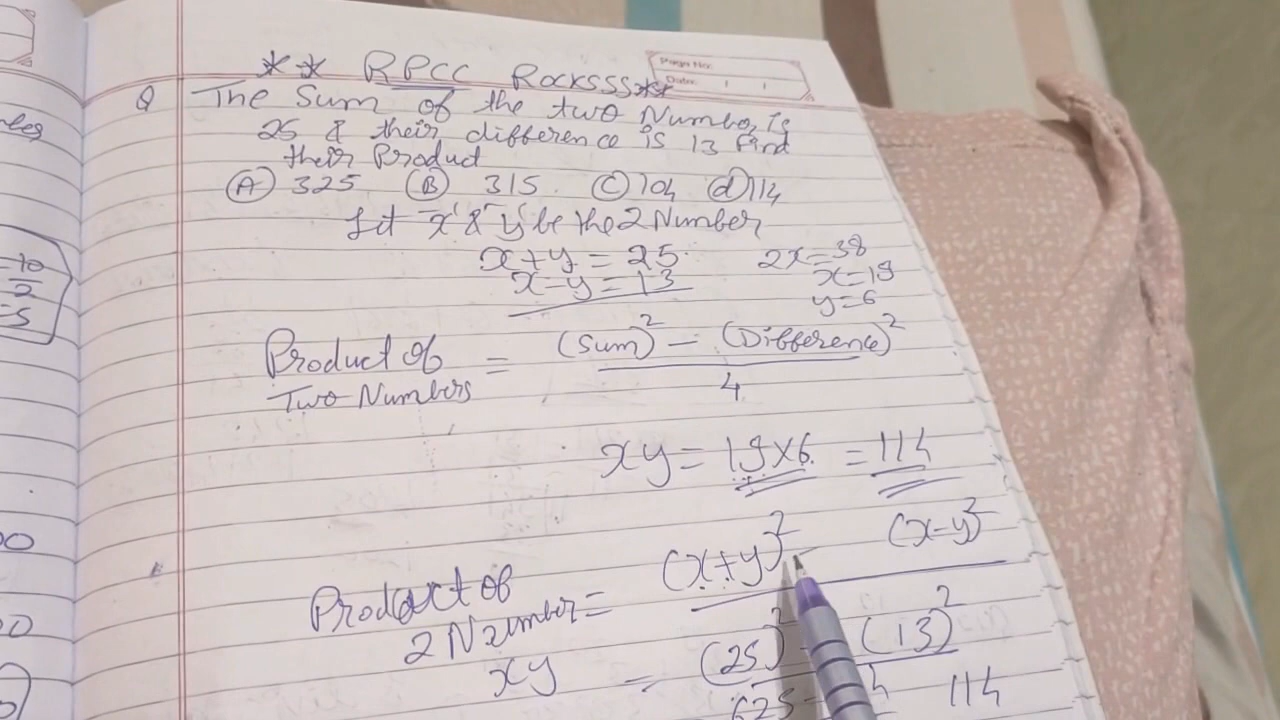 ** RPCC Rocksss**
Page No:
Date:
Q The Sum of the two Number Is
25 & their difference is 13 find
their Product
(A) 325 (B) 315 (C) 104 (d) 114
Let 'x' & 'y' be the 2 Number
x+y = 25
x-y = 13
2x=38
x=19
y=6
Product of Two Numbers = (Sum)² - (Difference)²
4
xy = 19x6 = 114
Product of 2 Number = (x+y)² (x-y)²
xy = (25)² - (13)²
625 - 4 114
10
2
=5